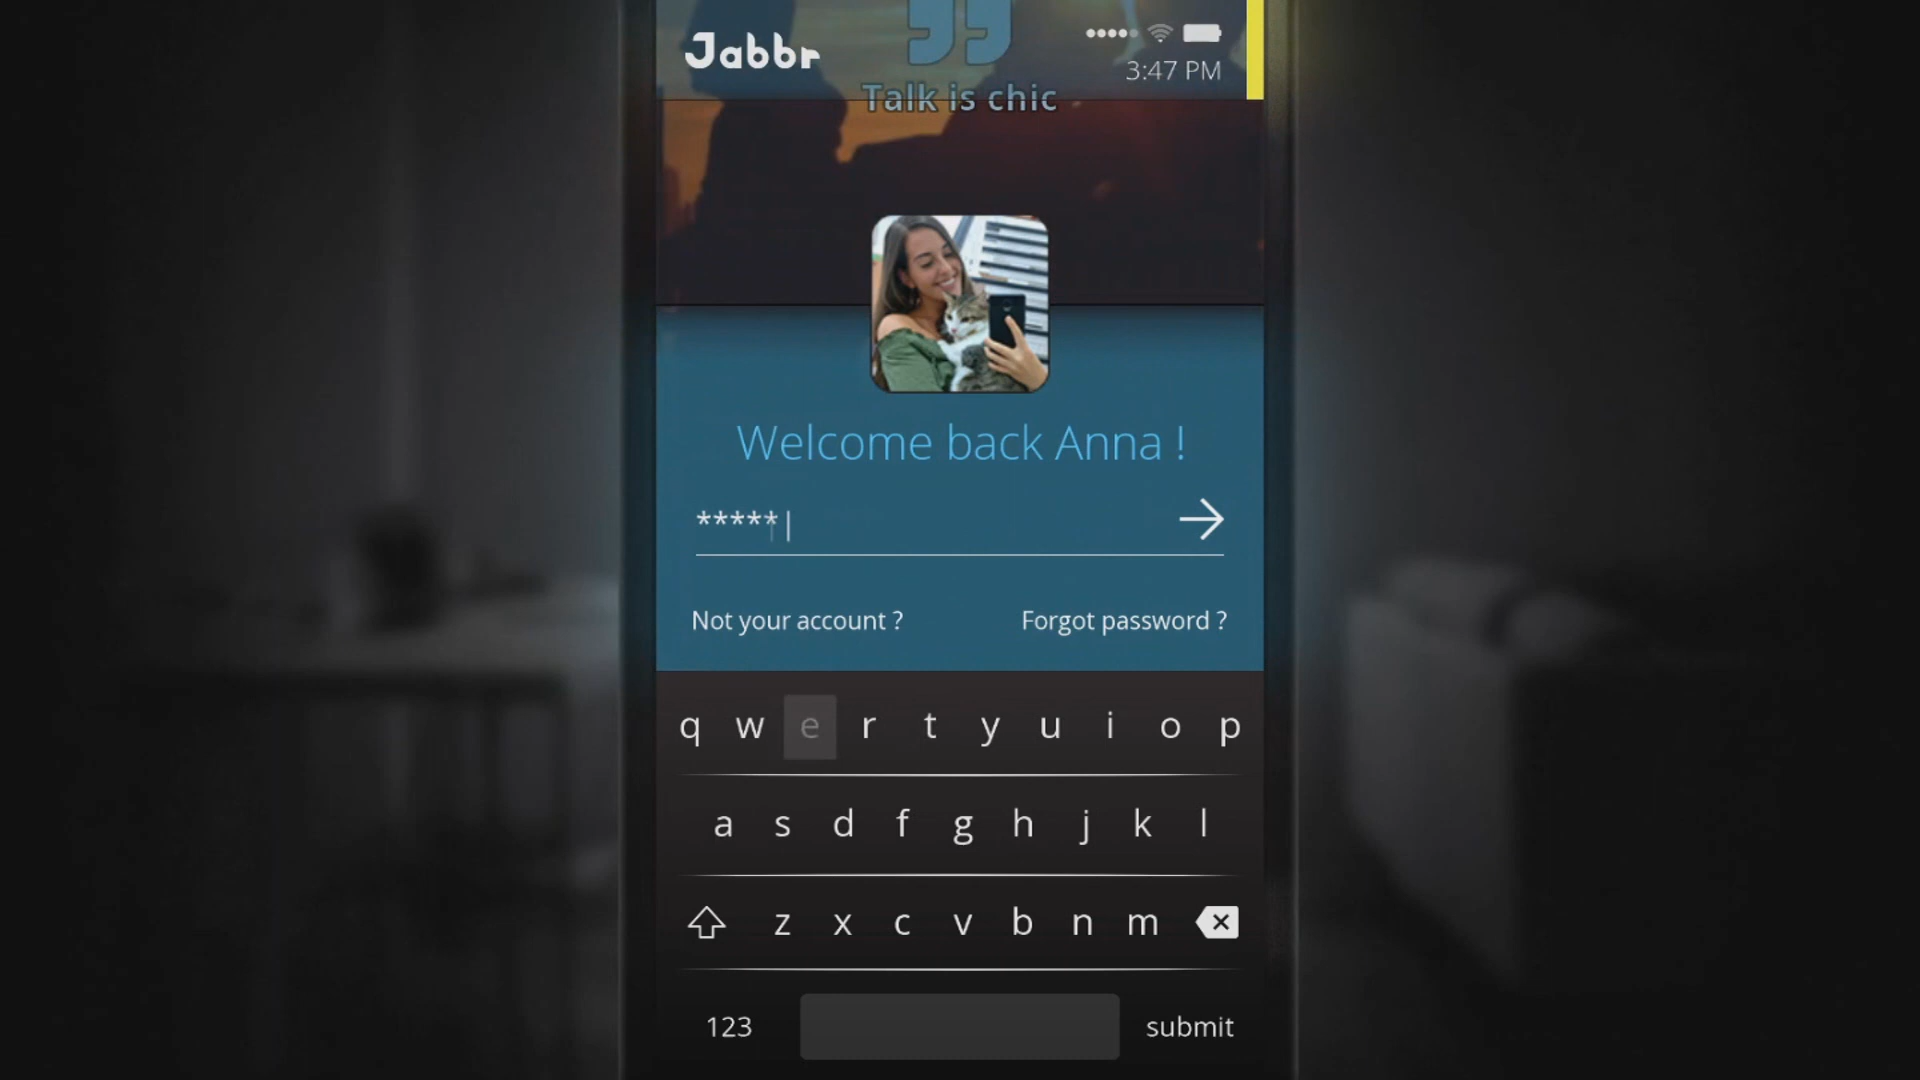 Jabbr
3:47 PM
Talk is chic
Welcome back Anna !
*****|
Not your account ?
Forgot password ?
q w e r t y u i o p
a s d f g h j k l
z x c v b n m
123
submit